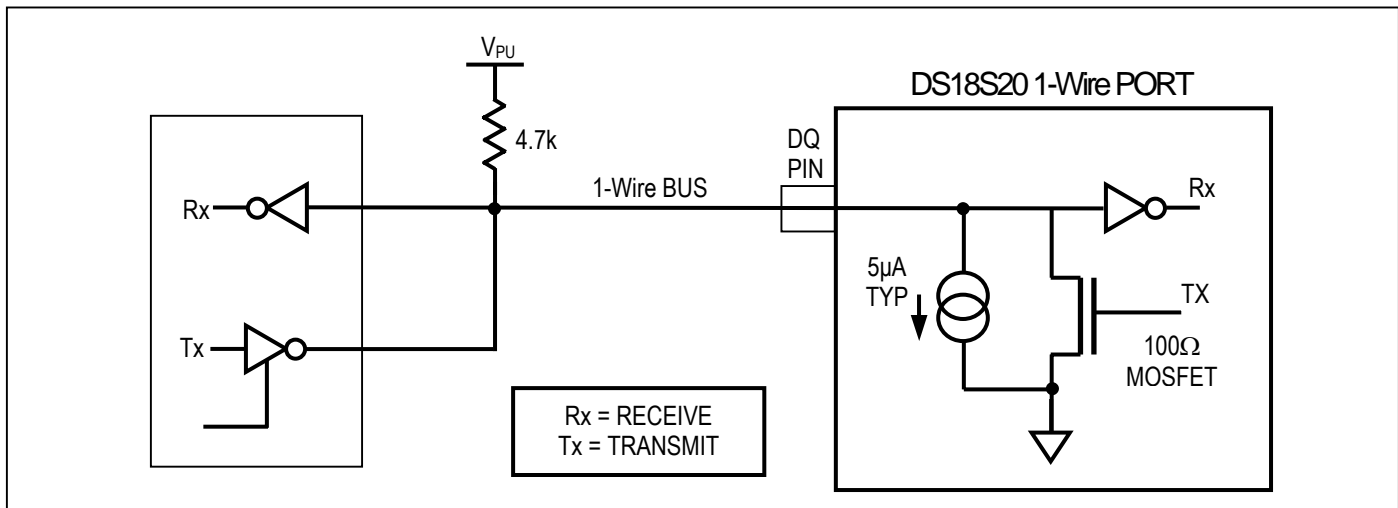 V_PU
DS18S20 1-Wire PORT
4.7k
DQ
PIN
1-Wire BUS
Rx
Rx
5µA
TYP
TX
Tx
100Ω
MOSFET
Rx = RECEIVE
Tx = TRANSMIT